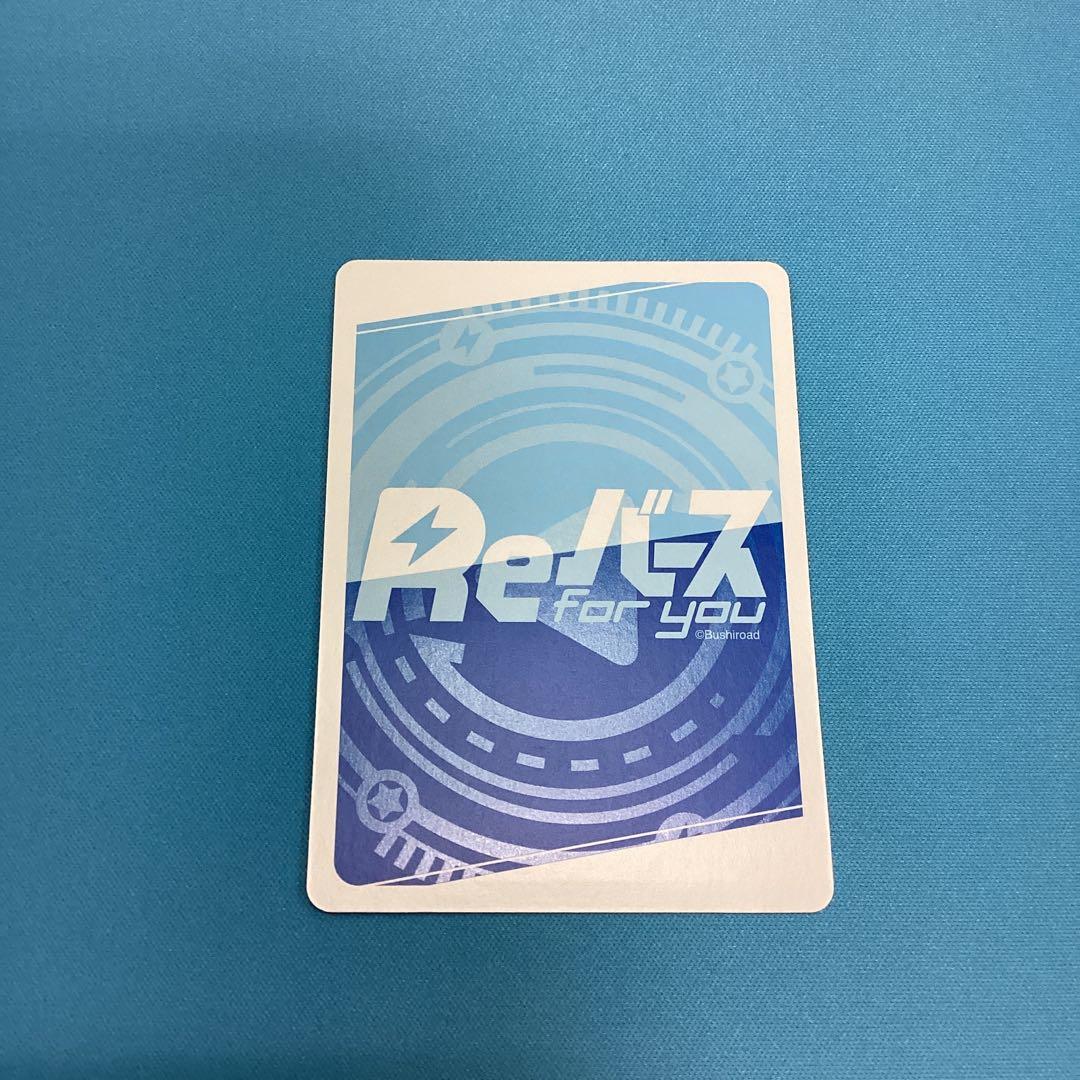 Reバース
for you
©Bushiroad